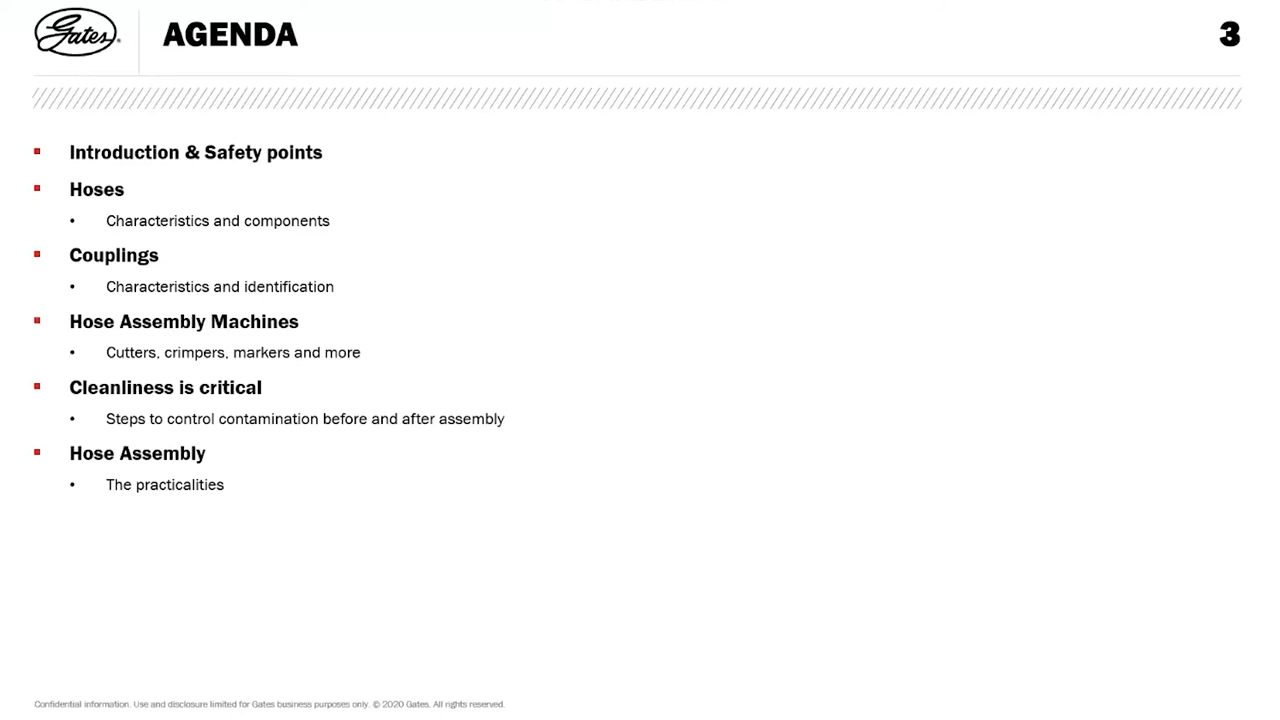 Gates
AGENDA
3
Introduction & Safety points
Hoses
• Characteristics and components
Couplings
• Characteristics and identification
Hose Assembly Machines
• Cutters, crimpers, markers and more
Cleanliness is critical
• Steps to control contamination before and after assembly
Hose Assembly
• The practicalities
Confidential information. Use and disclosure limited for Gates business purposes only. © 2020 Gates. All rights reserved.